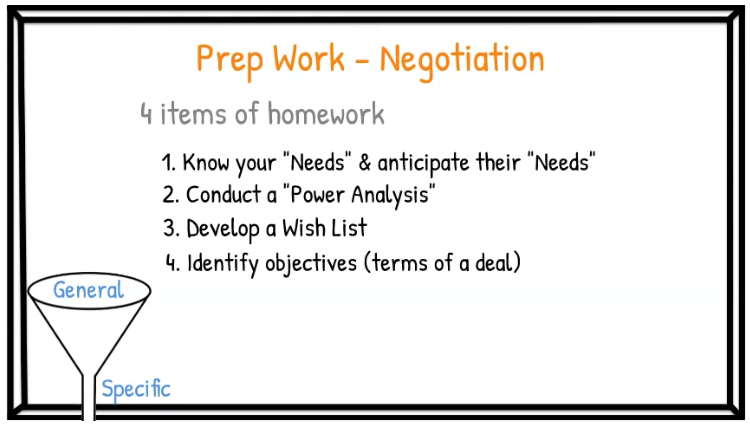 Prep Work - Negotiation
4 items of homework
1. Know your "Needs" & anticipate their "Needs"
2. Conduct a "Power Analysis"
3. Develop a Wish List
4. Identify objectives (terms of a deal)
General
Specific